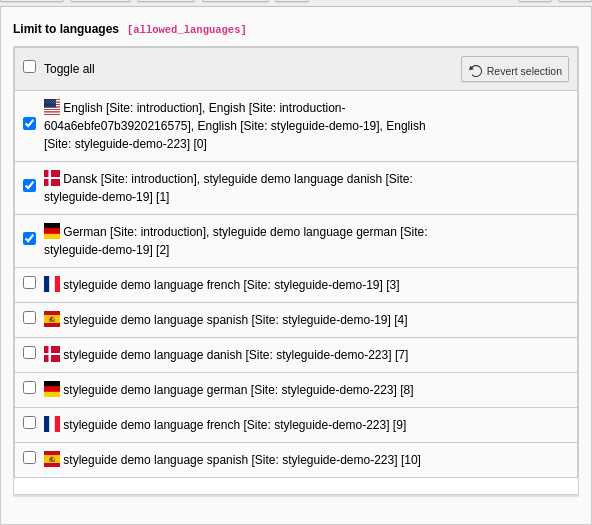 Limit to languages [allowed_languages]
Toggle all
Revert selection
English [Site: introduction], Engish [Site: introduction-
604a6ebfe07b3920216575], English [Site: styleguide-demo-19], English
[Site: styleguide-demo-223] [0]
Dansk [Site: introduction], styleguide demo language danish [Site:
styleguide-demo-19] [1]
German [Site: introduction], styleguide demo language german [Site:
styleguide-demo-19] [2]
styleguide demo language french [Site: styleguide-demo-19] [3]
styleguide demo language spanish [Site: styleguide-demo-19] [4]
styleguide demo language danish [Site: styleguide-demo-223] [7]
styleguide demo language german [Site: styleguide-demo-223] [8]
styleguide demo language french [Site: styleguide-demo-223] [9]
styleguide demo language spanish [Site: styleguide-demo-223] [10]